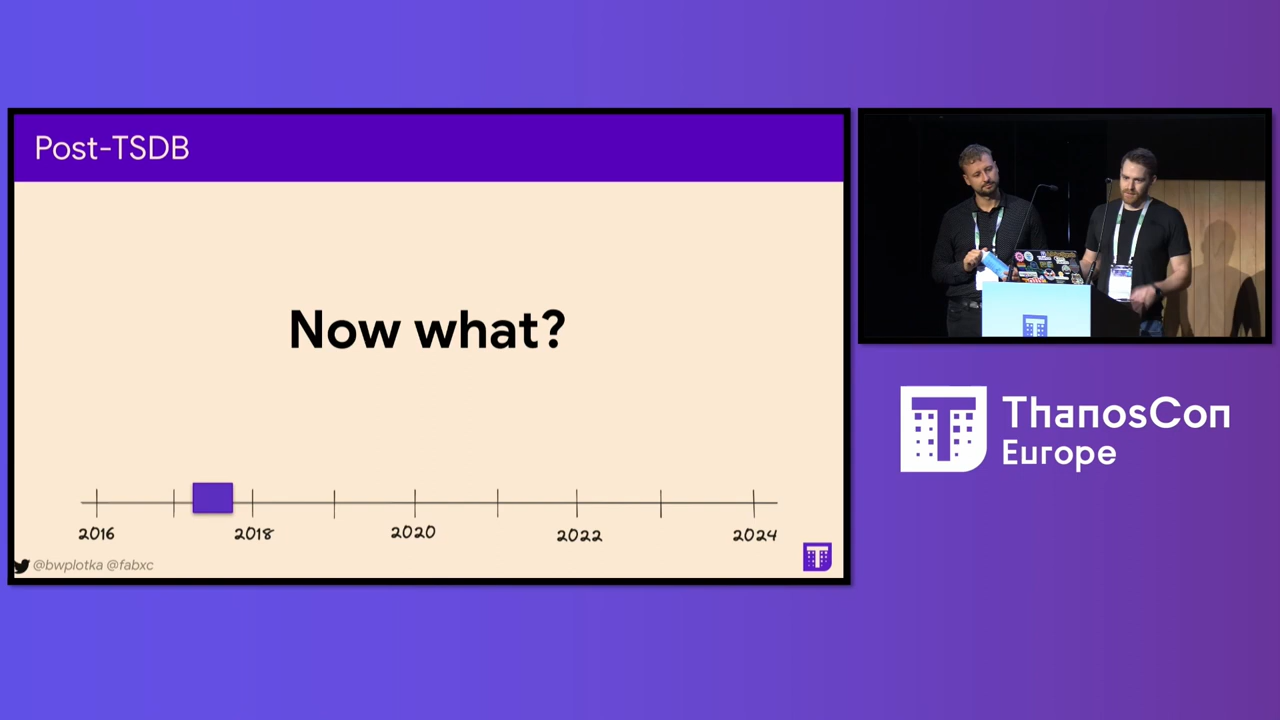 Post-TSDB
Now what?
2016 2018 2020 2022 2024
@bwplotka @fabxc
ThanosCon
Europe